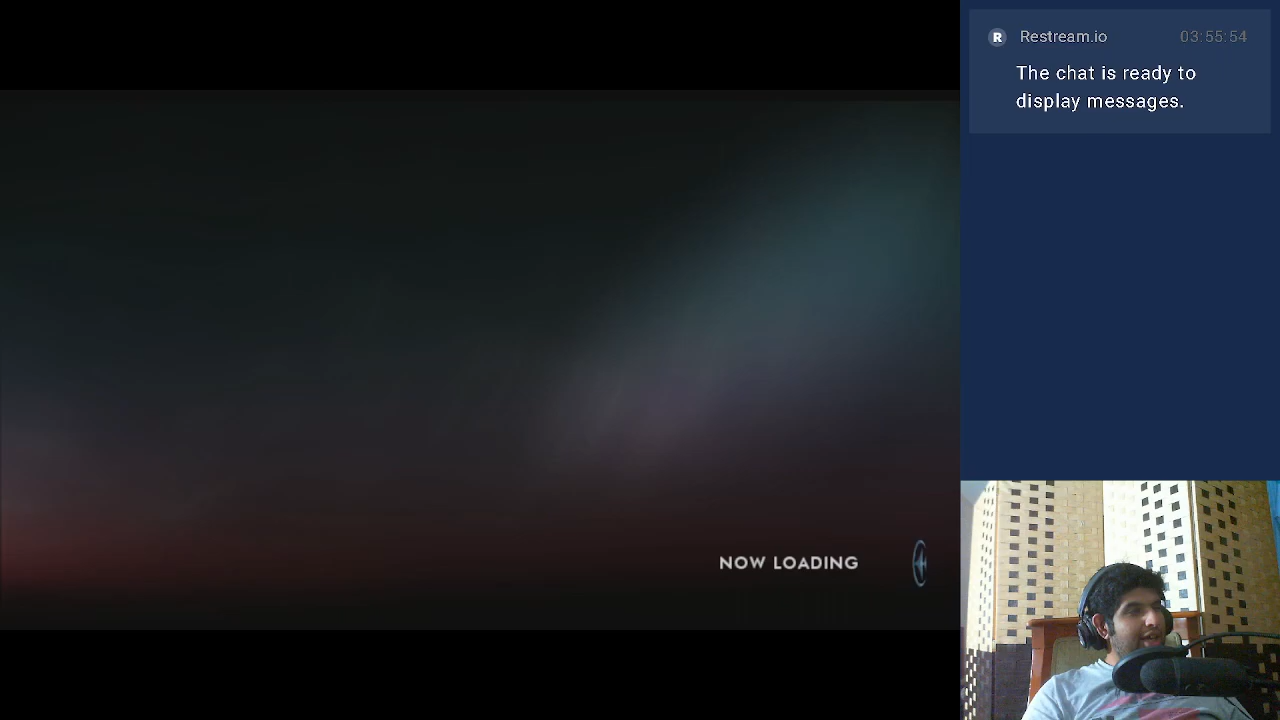 R Restream.io 03:55:54
The chat is ready to
display messages.
NOW LOADING